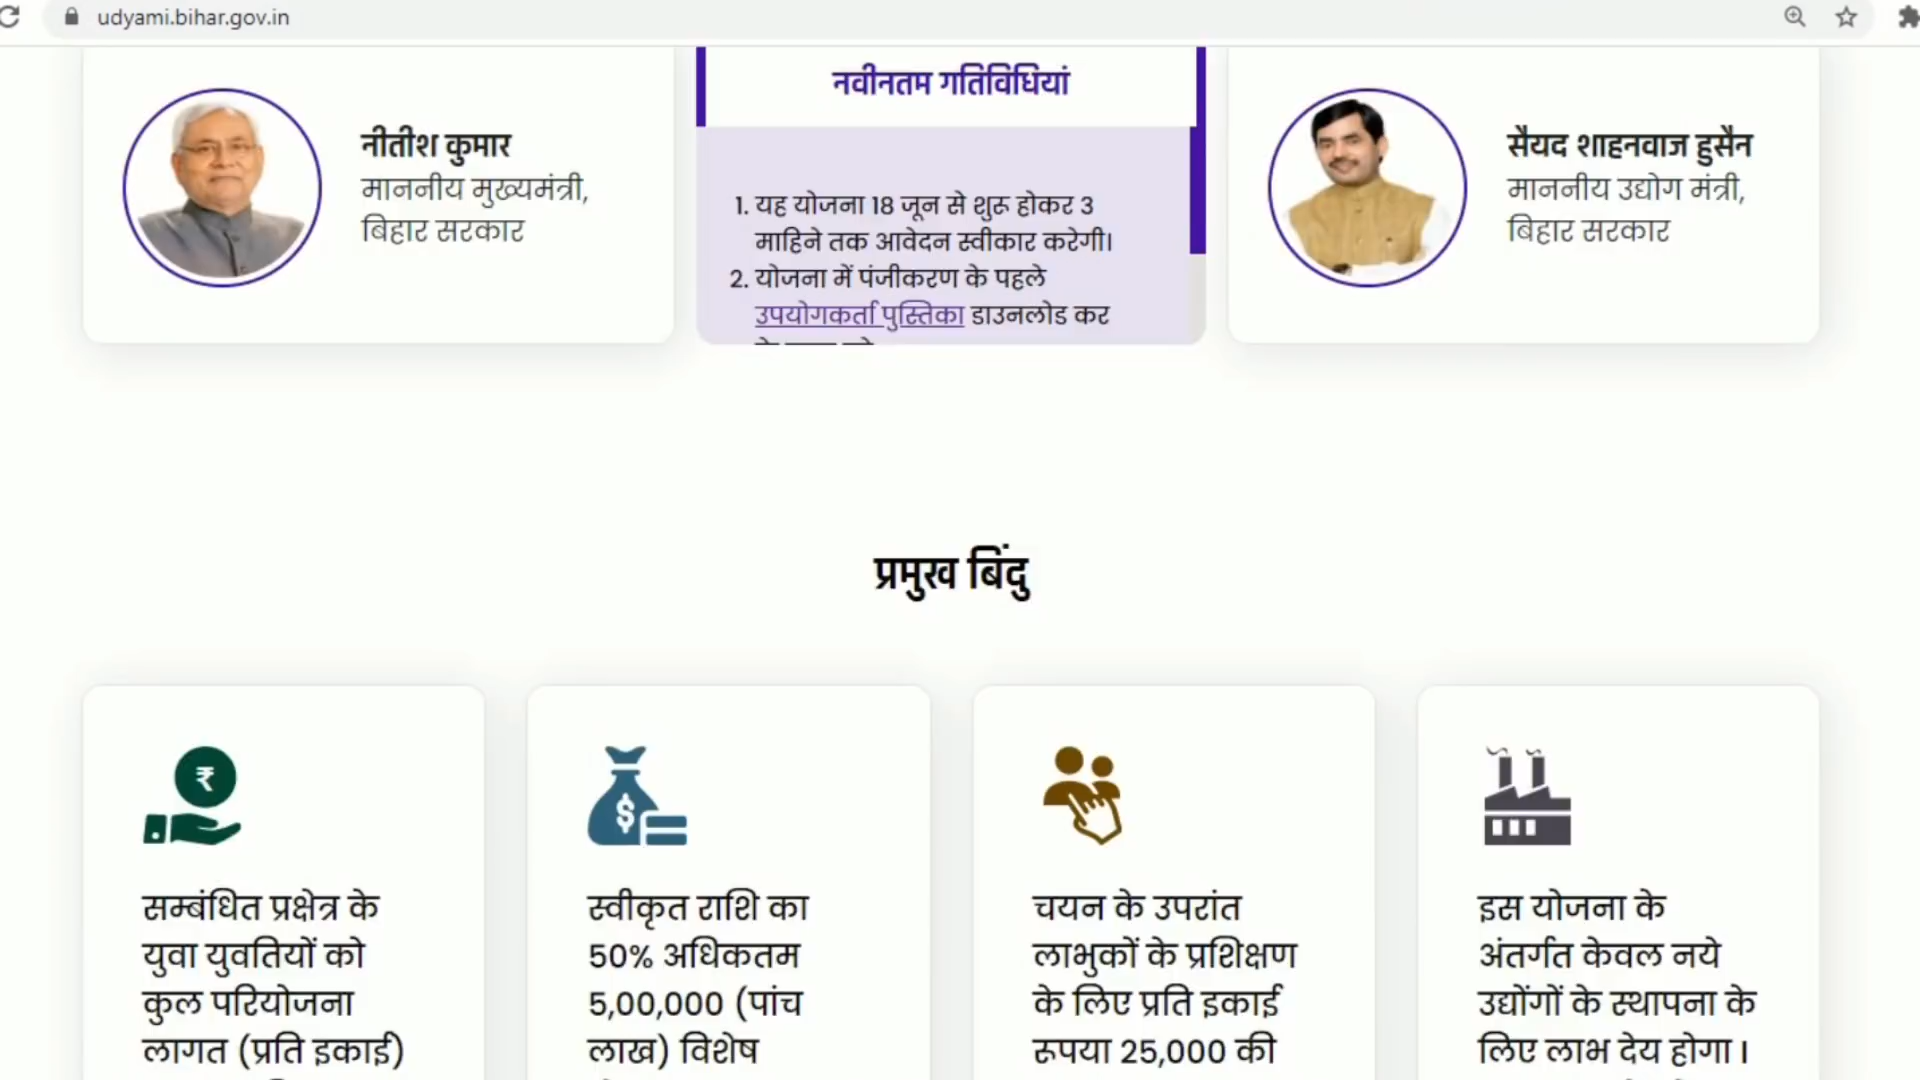 udyami.bihar.gov.in
नीतीश कुमार
माननीय मुख्यमंत्री,
बिहार सरकार
नवीनतम गतिविधियां
1. यह योजना 18 जून से शुरू होकर 3
माहिने तक आवेदन स्वीकार करेगी।
2. योजना में पंजीकरण के पहले
उपयोगकर्ता पुस्तिका डाउनलोड कर
सैयद शाहनवाज हुसैन
माननीय उद्योग मंत्री,
बिहार सरकार
प्रमुख बिंदु
₹
सम्बंधित प्रक्षेत्र के
युवा युवतियों को
कुल परियोजना
लागत (प्रति इकाई)
$
स्वीकृत राशि का
50% अधिकतम
5,00,000 (पांच
लाख) विशेष
चयन के उपरांत
लाभुकों के प्रशिक्षण
के लिए प्रति इकाई
रूपया 25,000 की
इस योजना के
अंतर्गत केवल नये
उद्योंगों के स्थापना के
लिए लाभ देय होगा ।